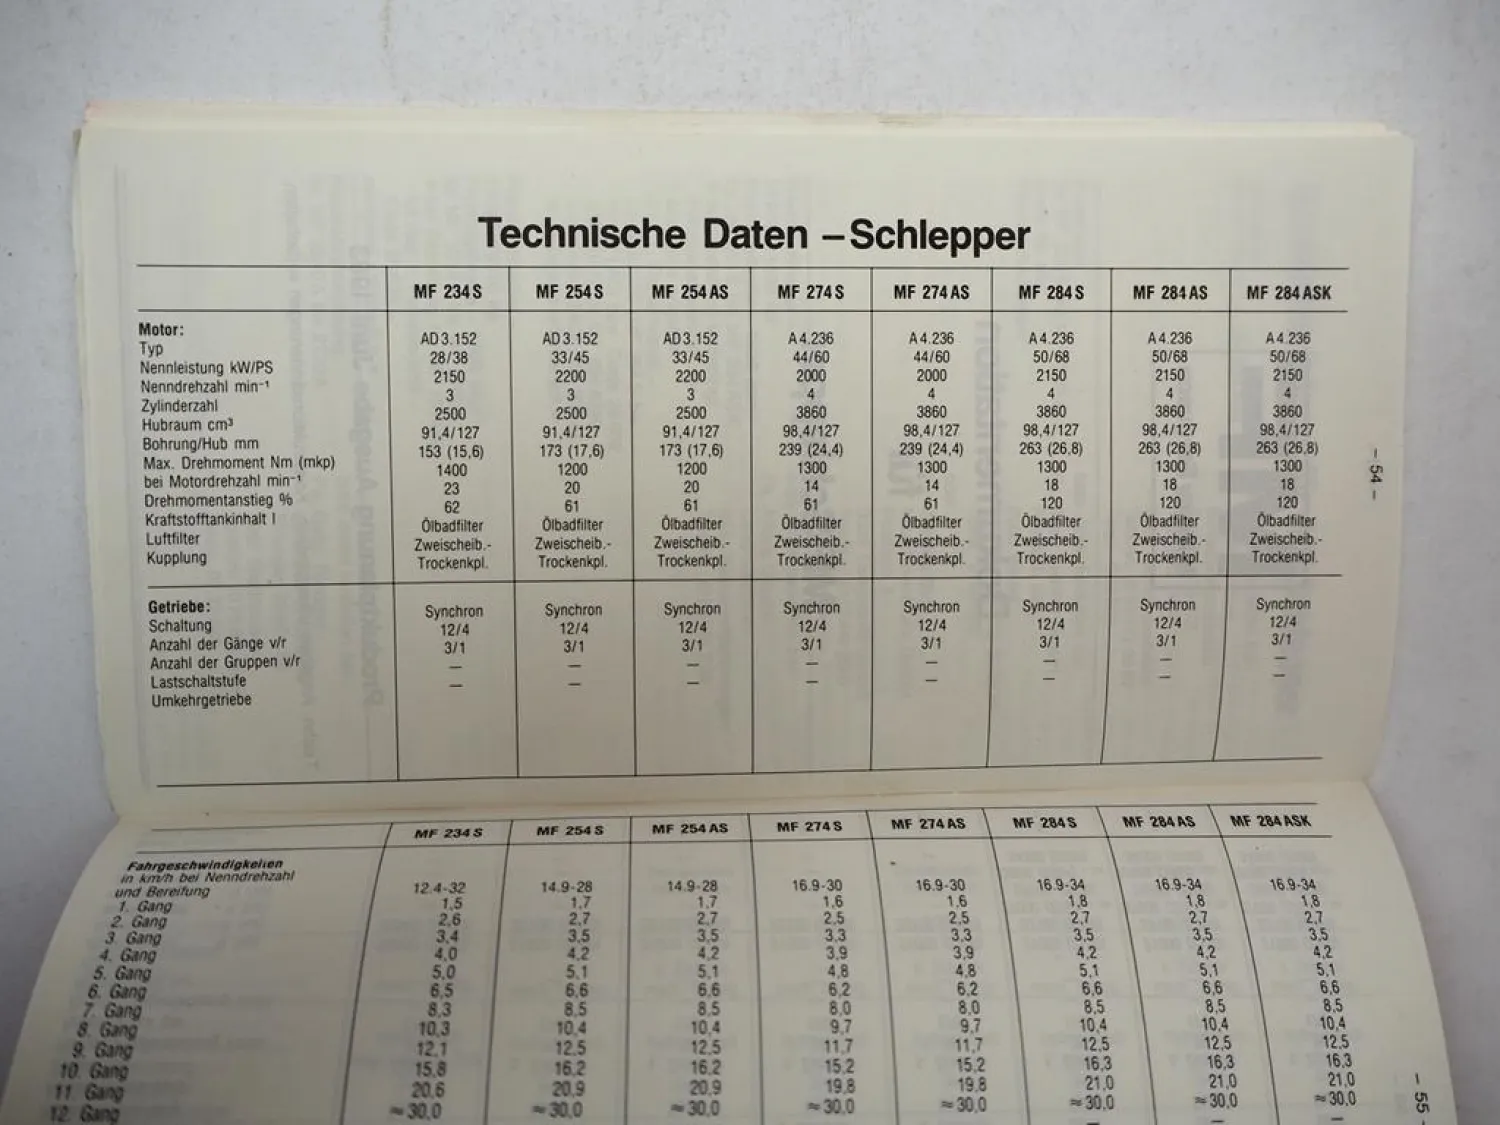 Technische Daten – Schlepper
MF 234 S MF 254 S MF 254 AS MF 274 S MF 274 AS MF 284 S MF 284 AS MF 284 ASK
Motor:
Typ AD 3.152 AD 3.152 AD 3.152 A 4.236 A 4.236 A 4.236 A 4.236 A 4.236
Nennleistung kW/PS 28/38 33/45 33/45 44/60 44/60 50/68 50/68 50/68
Nenndrehzahl min⁻¹ 2150 2200 2200 2000 2000 2150 2150 2150
Zylinderzahl 3 3 3 4 4 4 4 4
Hubraum cm³ 2500 2500 2500 3860 3860 3860 3860 3860
Bohrung/Hub mm 91,4/127 91,4/127 91,4/127 98,4/127 98,4/127 98,4/127 98,4/127 98,4/127
Max. Drehmoment Nm (mkp) 153 (15,6) 173 (17,6) 173 (17,6) 239 (24,4) 239 (24,4) 263 (26,8) 263 (26,8) 263 (26,8)
bei Motordrehzahl min⁻¹ 1400 1200 1200 1300 1300 1300 1300 1300
Drehmomentanstieg % 23 20 20 14 14 18 18 18
Kraftstofftankinhalt l 62 61 61 61 61 120 120 120
Luftfilter Ölbadfilter Ölbadfilter Ölbadfilter Ölbadfilter Ölbadfilter Ölbadfilter Ölbadfilter Ölbadfilter
Kupplung Zweischeib.- Zweischeib.- Zweischeib.- Zweischeib.- Zweischeib.- Zweischeib.- Zweischeib.- Zweischeib.-
Trockenkpl. Trockenkpl. Trockenkpl. Trockenkpl. Trockenkpl. Trockenkpl. Trockenkpl. Trockenkpl.
Getriebe:
Schaltung Synchron Synchron Synchron Synchron Synchron Synchron Synchron Synchron
Anzahl der Gänge v/r 12/4 12/4 12/4 12/4 12/4 12/4 12/4 12/4
Anzahl der Gruppen v/r 3/1 3/1 3/1 3/1 3/1 3/1 3/1 3/1
Lastschaltstufe – – – – – – – –
Umkehrgetriebe – – – – – – – –
– 54 –
MF 234 S MF 254 S MF 254 AS MF 274 S MF 274 AS MF 284 S MF 284 AS MF 284 ASK
Fahrgeschwindigkeiten
in km/h bei Nenndrehzahl
und Bereifung 12.4-32 14.9-28 14.9-28 16.9-30 16.9-30 16.9-34 16.9-34 16.9-34
1. Gang 1,5 1,7 1,7 1,6 1,6 1,8 1,8 1,8
2. Gang 2,6 2,7 2,7 2,5 2,5 2,7 2,7 2,7
3. Gang 3,4 3,5 3,5 3,3 3,3 3,5 3,5 3,5
4. Gang 4,0 4,2 4,2 3,9 3,9 4,2 4,2 4,2
5. Gang 5,0 5,1 5,1 4,8 4,8 5,1 5,1 5,1
6. Gang 6,5 6,6 6,6 6,2 6,2 6,6 6,6 6,6
7. Gang 8,3 8,5 8,5 8,0 8,0 8,5 8,5 8,5
8. Gang 10,3 10,4 10,4 9,7 9,7 10,4 10,4 10,4
9. Gang 12,1 12,5 12,5 11,7 11,7 12,5 12,5 12,5
10. Gang 15,8 16,2 16,2 15,2 15,2 16,3 16,3 16,3
11. Gang 20,6 20,9 20,9 19,8 19,8 21,0 21,0 21,0
12. Gang ≈30,0 ≈30,0 ≈30,0 ≈30,0 ≈30,0 ≈30,0 ≈30,0 ≈30,0
– 55 –